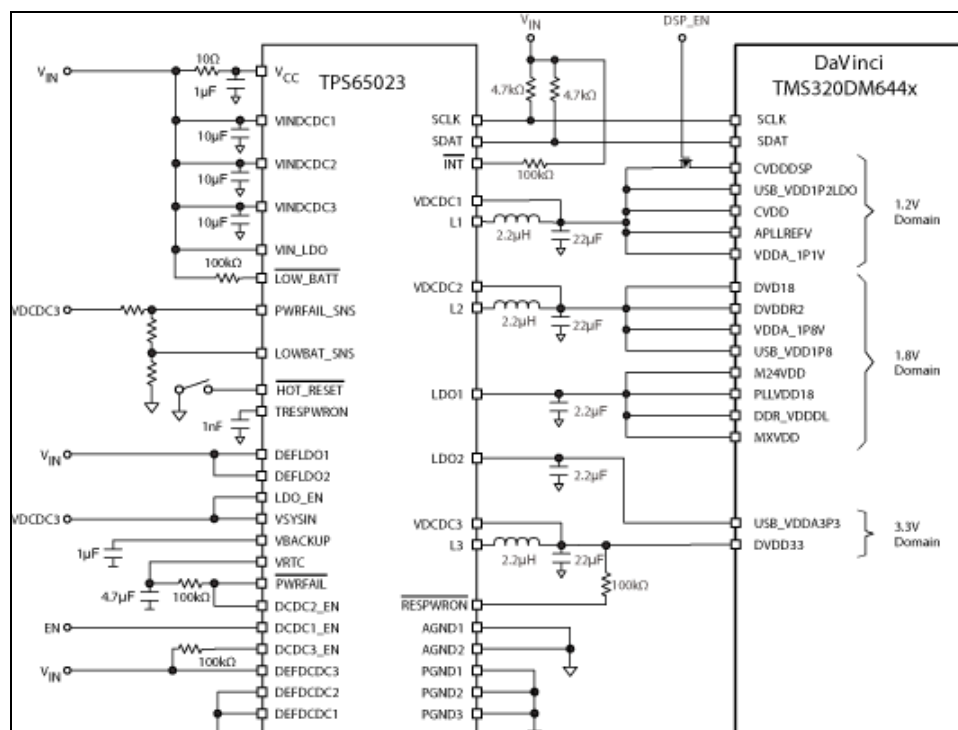 VIN
DSP_EN
10Ω
VIN
VCC
TPS65023
DaVinci
TMS320DM644x
1µF
4.7kΩ
4.7kΩ
SCLK
SCLK
10µF
VINDCDC1
SDAT
SDAT
INT
100kΩ
10µF
VINDCDC2
CVDDDSP
USB_VDD1P2LDO
VDCDC1
10µF
VINDCDC3
L1
2.2µH
22µF
CVDD
APLLREFV
VDDA_1P1V
1.2V
Domain
VIN_LDO
100kΩ
LOW_BATT
VDCDC2
DVD18
VDCDC3
PWRFAIL_SNS
L2
2.2µH
22µF
DVDDR2
VDDA_1P8V
LOWBAT_SNS
USB_VDD1P8
1.8V
Domain
M24VDD
HOT_RESET
LDO1
2.2µF
PLLVDD18
TRESPWRON
DDR_VDDDL
1nF
MXVDD
VIN
DEFLDO1
LDO2
2.2µF
DEFLDO2
LDO_EN
VDCDC3
VSYSIN
VDCDC3
USB_VDDA3P3
3.3V
Domain
1µF
VBACKUP
L3
2.2µH
22µF
DVDD33
VRTC
4.7µF
100kΩ
PWRFAIL
100kΩ
DCDC2_EN
RESPWRON
EN
DCDC1_EN
AGND1
DCDC3_EN
AGND2
100kΩ
VIN
DEFDCDC3
PGND1
DEFDCDC2
PGND2
DEFDCDC1
PGND3